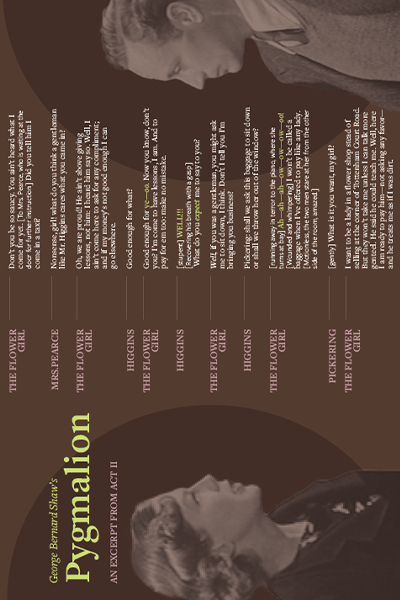 George Bernard Shaw's
Pygmalion
AN EXCERPT FROM ACT II
THE FLOWER
GIRL
Don't you be so saucy. You ain't heard what I
come for yet. [To Mrs. Pearce, who is waiting at the
door for further instruction] Did you tell him I
come in a taxi?
MRS. PEARCE
Nonsense, girl! what do you think a gentleman
like Mr. Higgins cares what you came in?
THE FLOWER
GIRL
Oh, we are proud! He ain't above giving
lessons, not him: I heard him say so. Well, I
ain't come here to ask for any compliment;
and if my money's not good enough I can
go elsewhere.
HIGGINS
Good enough for what?
THE FLOWER
GIRL
Good enough for ye—oo. Now you know, don't
you? I'm come to have lessons, I am. And to
pay for em too: make no mistake.
HIGGINS
[stupent] WELL!!!
[Recovering his breath with a gasp]
What do you expect me to say to you?
THE FLOWER
GIRL
Well, if you was a gentleman, you might ask
me to sit down, I think. Don't I tell you I'm
bringing you business?
HIGGINS
Pickering: shall we ask this baggage to sit down
or shall we throw her out of the window?
THE FLOWER
GIRL
[running away in terror to the piano, where she
turns at bay]
[Wounded and whimpering] I won't be called a
baggage when I've offered to pay like any lady.
[Motionless, the two men stare at her from the other
side of the room, amazed.]
PICKERING
[gently] What is it you want, my girl?
THE FLOWER
GIRL
I want to be a lady in a flower shop stead of
selling at the corner of Tottenham Court Road.
But they won't take me unless I can talk more
genteel. He said he could teach me. Well, here
I am ready to pay him—not asking any favor—
and he treats me as if I was dirt.